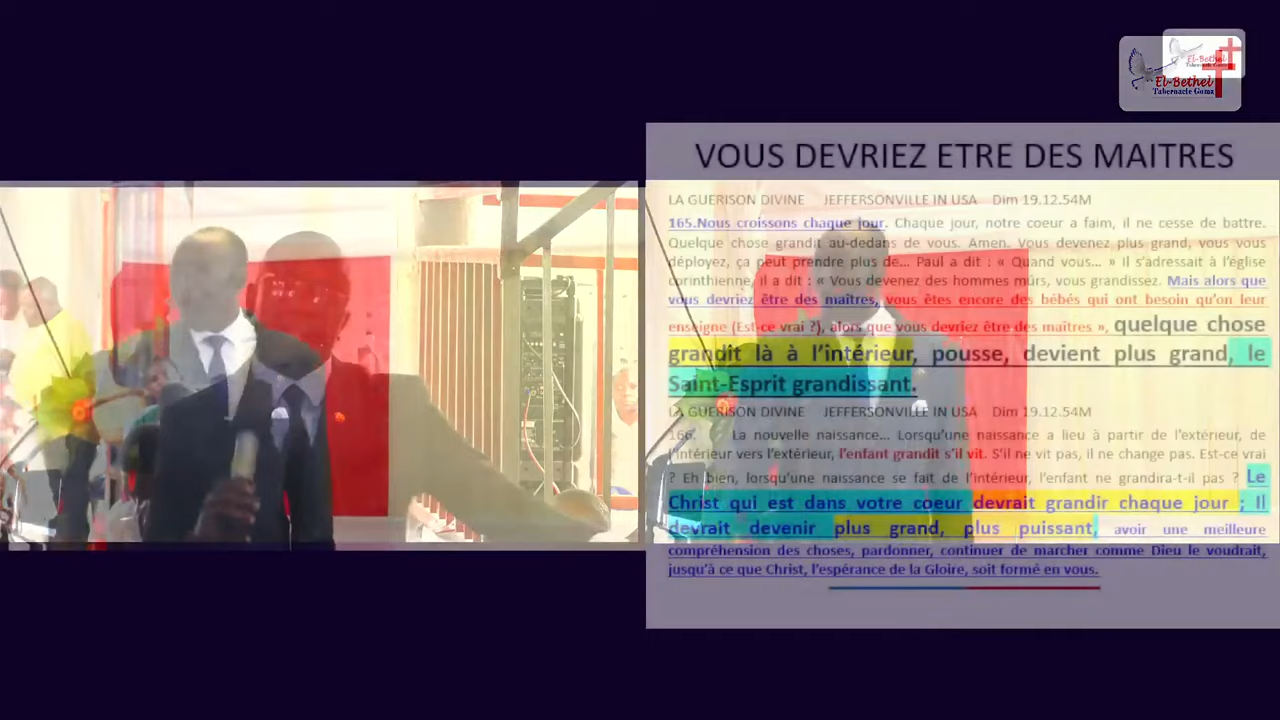 El-Bethel
El-Bethel
Tabernacle Goma
VOUS DEVRIEZ ETRE DES MAITRES
LA GUERISON DIVINE JEFFERSONVILLE IN USA Dim 19.12.54M
165.Nous croissons chaque jour. Chaque jour, notre coeur a faim, il ne cesse de battre.
Quelque chose grandit au-dedans de vous. Amen. Vous devenez plus grand, vous vous
déployez, ça peut prendre plus de... Paul a dit : « Quand vous... » Il s'adressait à l'église
corinthienne, il a dit : « Vous devenez des hommes mûrs, vous grandissez. Mais alors que
vous devriez être des maîtres, vous êtes encore des bébés qui ont besoin qu'on leur
enseigne (Est-ce vrai ?), alors que vous devriez être des maîtres », quelque chose
grandit là à l'intérieur, pousse, devient plus grand, le
Saint-Esprit grandissant.
LA GUERISON DIVINE JEFFERSONVILLE IN USA Dim 19.12.54M
166. La nouvelle naissance... Lorsqu'une naissance a lieu à partir de l'extérieur, de
l'intérieur vers l'extérieur, l'enfant grandit s'il vit. S'il ne vit pas, il ne change pas. Est-ce vrai
? Eh bien, lorsqu'une naissance se fait de l'intérieur, l'enfant ne grandira-t-il pas ? Le
Christ qui est dans votre coeur devrait grandir chaque jour ; Il
devrait devenir plus grand, plus puissant, avoir une meilleure
compréhension des choses, pardonner, continuer de marcher comme Dieu le voudrait,
jusqu'à ce que Christ, l'espérance de la Gloire, soit formé en vous.